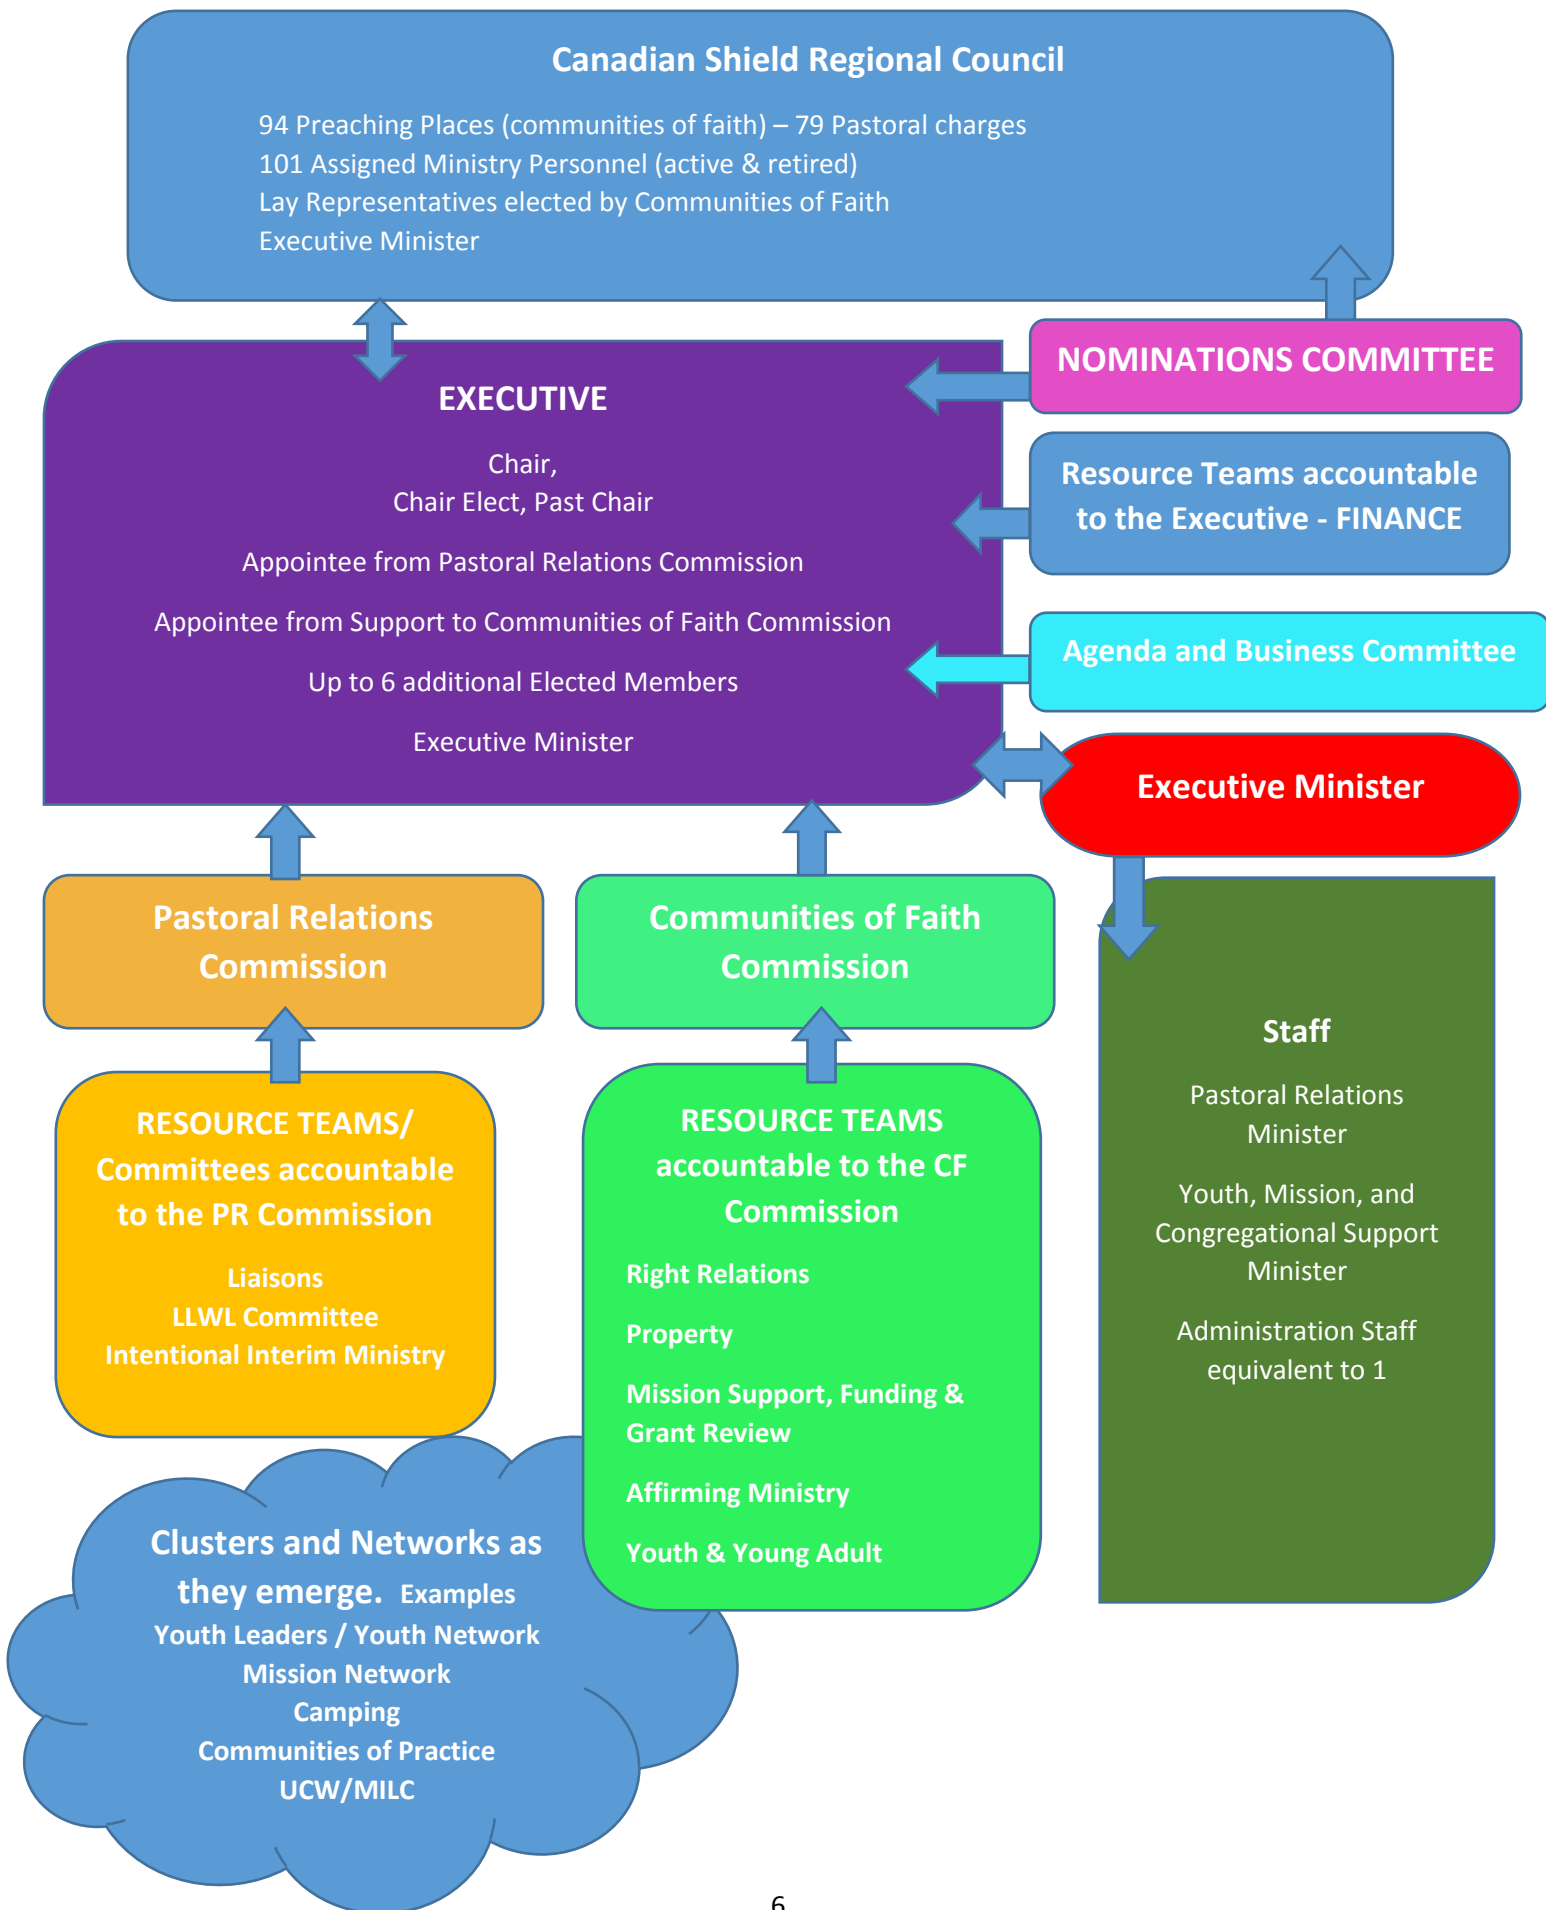 Canadian Shield Regional Council
94 Preaching Places (communities of faith) – 79 Pastoral charges
101 Assigned Ministry Personnel (active & retired)
Lay Representatives elected by Communities of Faith
Executive Minister
NOMINATIONS COMMITTEE
EXECUTIVE
Chair,
Chair Elect, Past Chair
Appointee from Pastoral Relations Commission
Appointee from Support to Communities of Faith Commission
Up to 6 additional Elected Members
Executive Minister
Resource Teams accountable
to the Executive - FINANCE
Agenda and Business Committee
Executive Minister
Pastoral Relations
Commission
Communities of Faith
Commission
Staff
Pastoral Relations
Minister
Youth, Mission, and
Congregational Support
Minister
Administration Staff
equivalent to 1
RESOURCE TEAMS/
Committees accountable
to the PR Commission
Liaisons
LLWL Committee
Intentional Interim Ministry
RESOURCE TEAMS
accountable to the CF
Commission
Right Relations
Property
Mission Support, Funding &
Grant Review
Affirming Ministry
Youth & Young Adult
Clusters and Networks as
they emerge. Examples
Youth Leaders / Youth Network
Mission Network
Camping
Communities of Practice
UCW/MILC
6